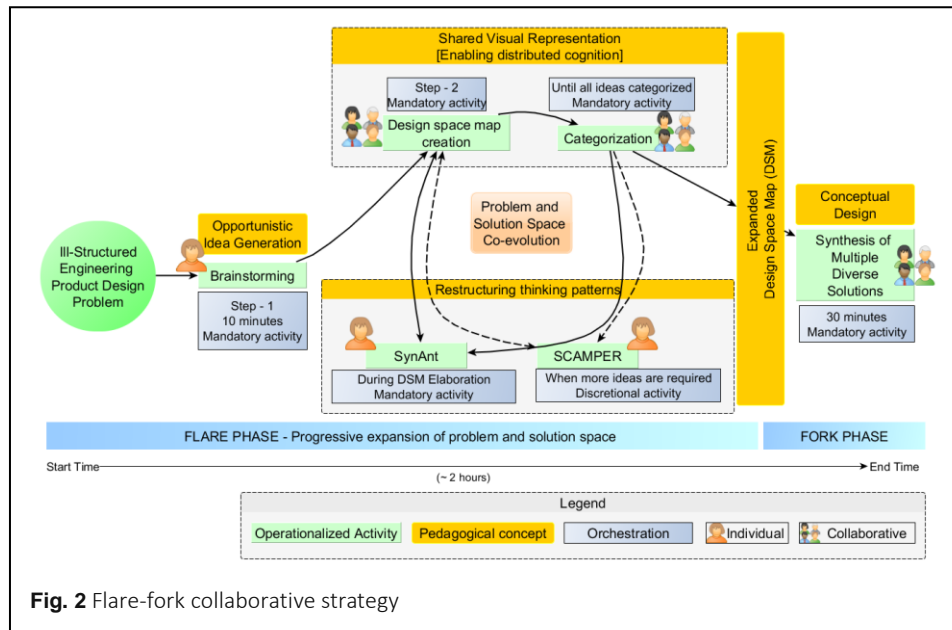 Shared Visual Representation
[Enabling distributed cognition]
Step - 2
Mandatory activity
Design space map
creation
Until all ideas categorized
Mandatory activity
Categorization
Ill-Structured
Engineering
Product Design
Problem
Opportunistic
Idea Generation
Brainstorming
Step - 1
10 minutes
Mandatory activity
Problem and
Solution Space
Co-evolution
Restructuring thinking patterns
SynAnt
During DSM Elaboration
Mandatory activity
SCAMPER
When more ideas are required
Discretional activity
Expanded
Design Space Map (DSM)
Conceptual
Design
Synthesis of
Multiple
Diverse
Solutions
30 minutes
Mandatory activity
FLARE PHASE - Progressive expansion of problem and solution space
FORK PHASE
Start Time
(~ 2 hours)
End Time
Legend
Operationalized Activity
Pedagogical concept
Orchestration
Individual
Collaborative
Fig. 2 Flare-fork collaborative strategy